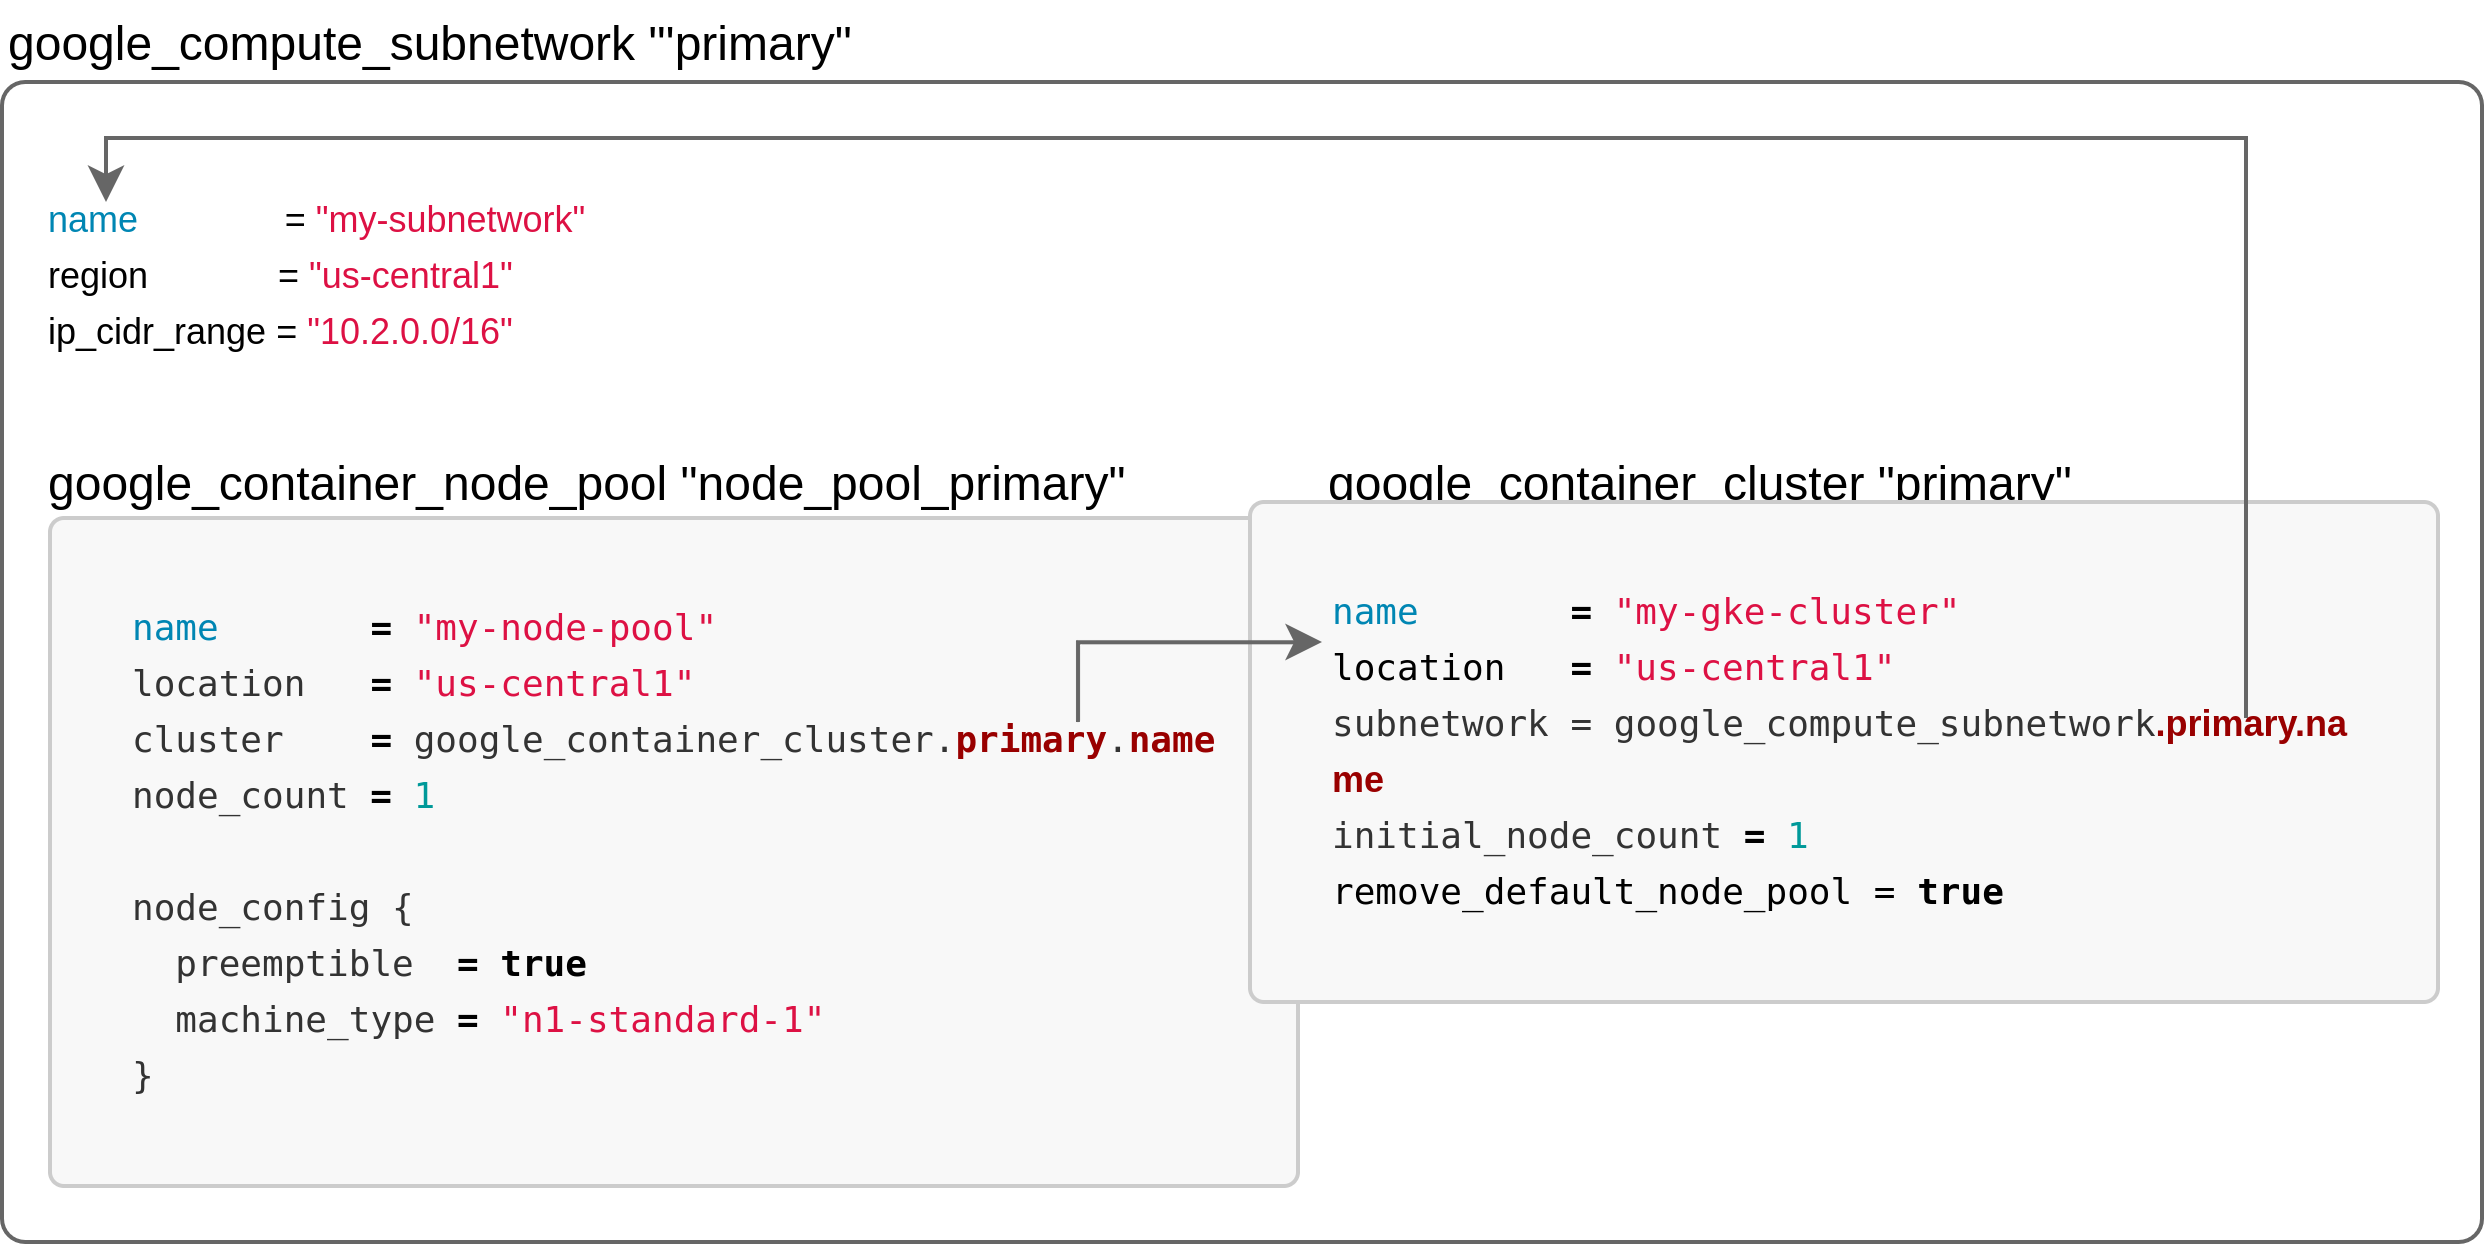 google_compute_subnetwork "'primary"
name = "my-subnetwork"
region = "us-central1"
ip_cidr_range = "10.2.0.0/16"
google_container_node_pool "node_pool_primary"
name = "my-node-pool"
location = "us-central1"
cluster = google_container_cluster.primary.name
node_count = 1
node_config {
preemptible = true
machine_type = "n1-standard-1"
}
google_container_cluster "primary"
name = "my-gke-cluster"
location = "us-central1"
subnetwork = google_compute_subnetwork.primary.na
me
initial_node_count = 1
remove_default_node_pool = true